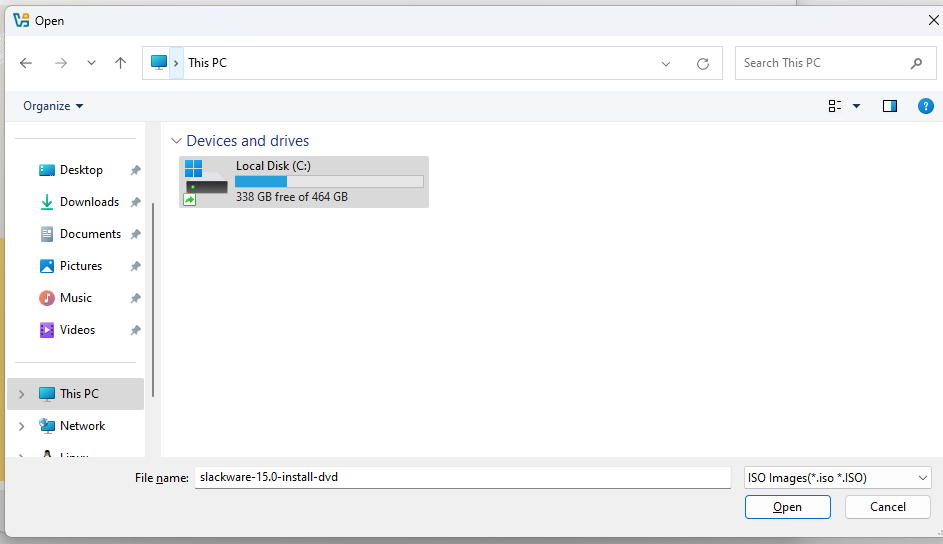 Open
This PC
Search This PC
Organize
Devices and drives
Desktop
Local Disk (C:)
338 GB free of 464 GB
Downloads
Documents
Pictures
Music
Videos
This PC
Network
Linux
File name: slackware-15.0-install-dvd
ISO Images(*.iso *.ISO)
Open
Cancel